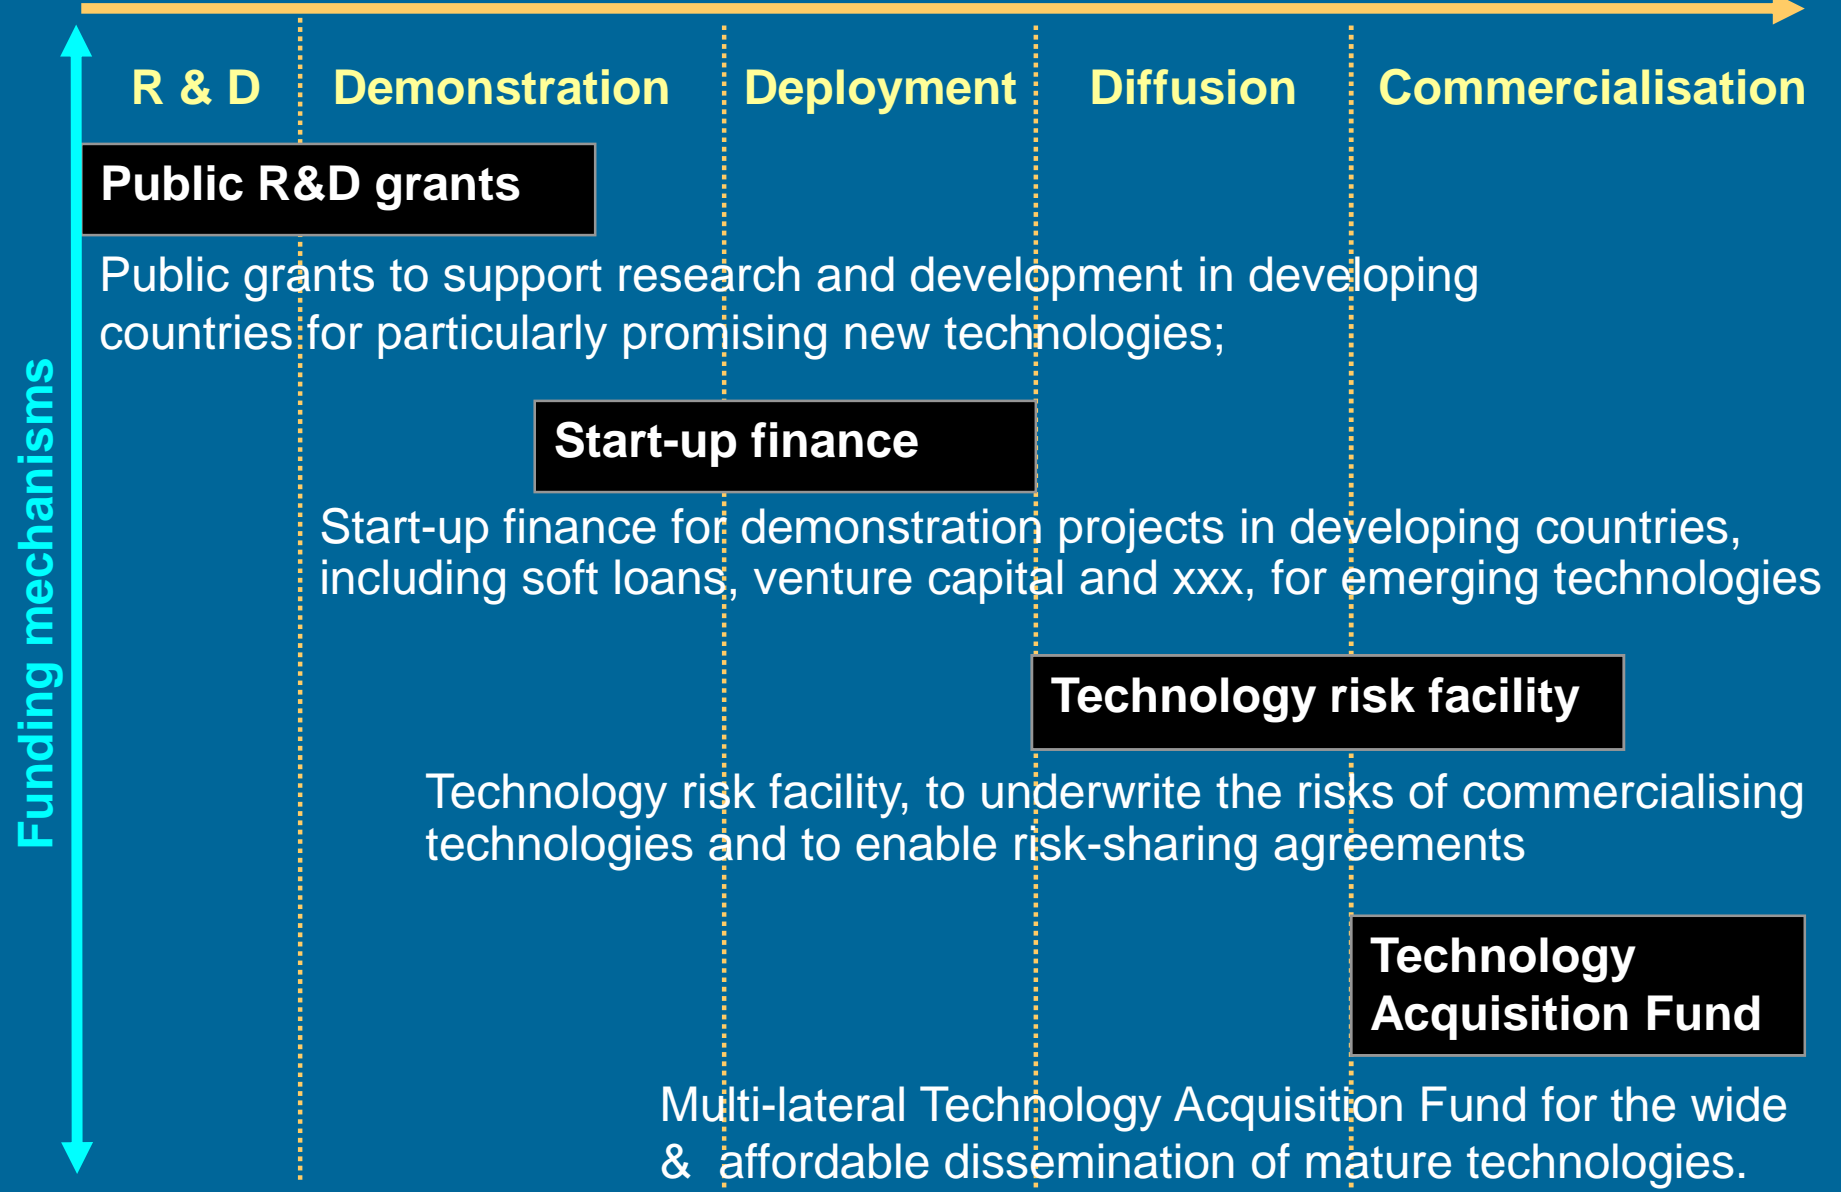 R & D Demonstration Deployment Diffusion Commercialisation
Funding mechanisms
Public R&D grants
Public grants to support research and development in developing
countries for particularly promising new technologies;
Start-up finance
Start-up finance for demonstration projects in developing countries,
including soft loans, venture capital and xxx, for emerging technologies
Technology risk facility
Technology risk facility, to underwrite the risks of commercialising
technologies and to enable risk-sharing agreements
Technology
Acquisition Fund
Multi-lateral Technology Acquisition Fund for the wide
& affordable dissemination of mature technologies.